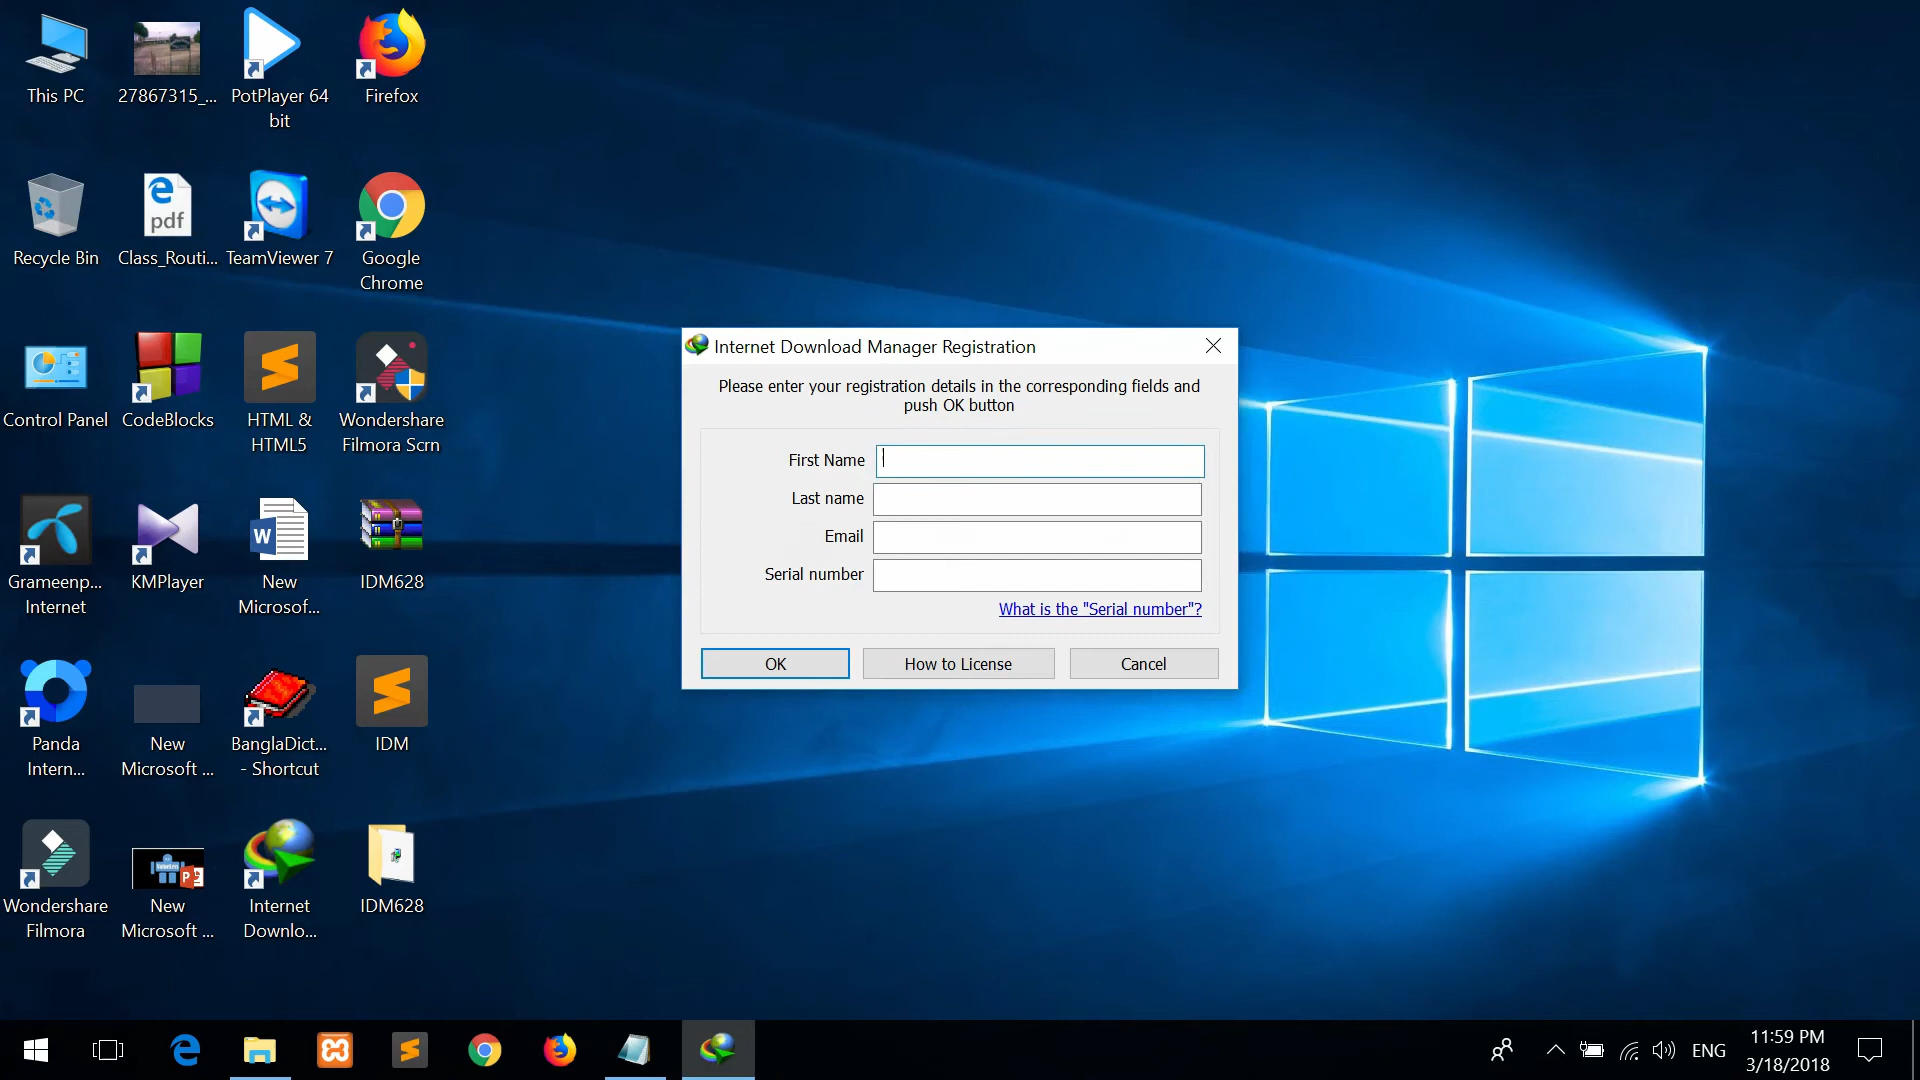 This PC
27867315_...
PotPlayer 64
bit
Firefox
Recycle Bin
pdf
Class_Routi...
TeamViewer 7
Google
Chrome
Control Panel
CodeBlocks
HTML &
HTML5
Wondershare
Filmora Scrn
Grameenp...
Internet
KMPlayer
W
New
Microsof...
IDM628
Panda
Intern...
New
Microsoft ...
BanglaDict...
- Shortcut
IDM
Wondershare
Filmora
P
New
Microsoft ...
Internet
Downlo...
IDM628
Internet Download Manager Registration
Please enter your registration details in the corresponding fields and
push OK button
First Name
Last name
Email
Serial number
What is the "Serial number"?
OK
How to License
Cancel
ENG
11:59 PM
3/18/2018